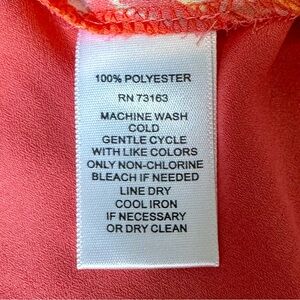 100% POLYESTER
RN 73163
MACHINE WASH
COLD
GENTLE CYCLE
WITH LIKE COLORS
ONLY NON-CHLORINE
BLEACH IF NEEDED
LINE DRY
COOL IRON
IF NECESSARY
OR DRY CLEAN